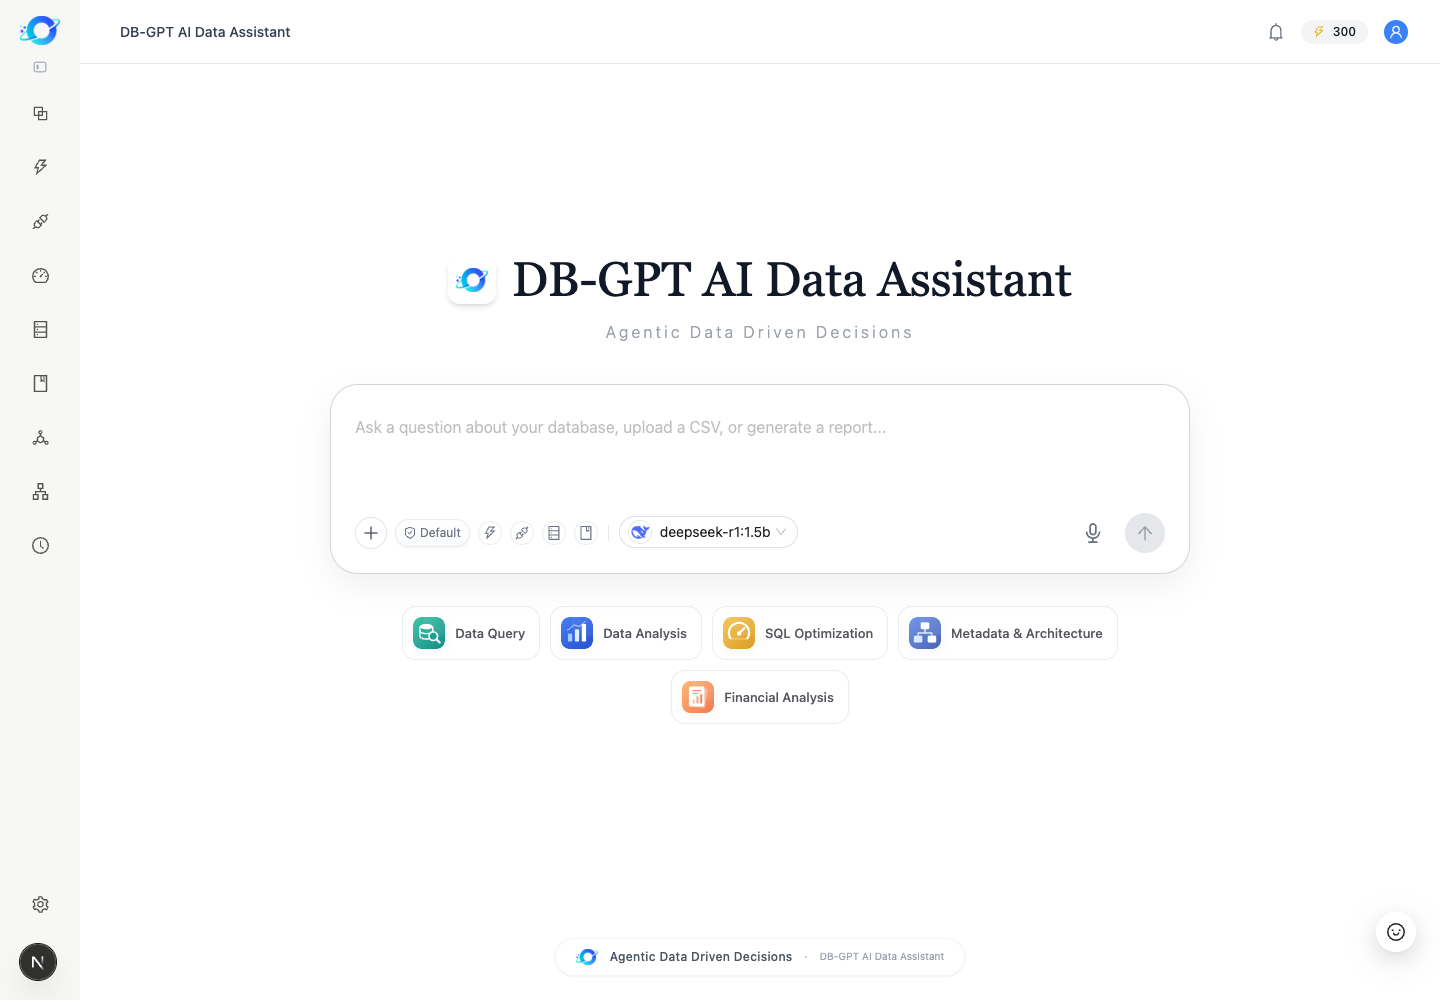 DB-GPT AI Data Assistant
300
DB-GPT AI Data Assistant
Agentic Data Driven Decisions
Ask a question about your database, upload a CSV, or generate a report...
Default
deepseek-r1:1.5b
Data Query
Data Analysis
SQL Optimization
Metadata & Architecture
Financial Analysis
N
Agentic Data Driven Decisions · DB-GPT AI Data Assistant